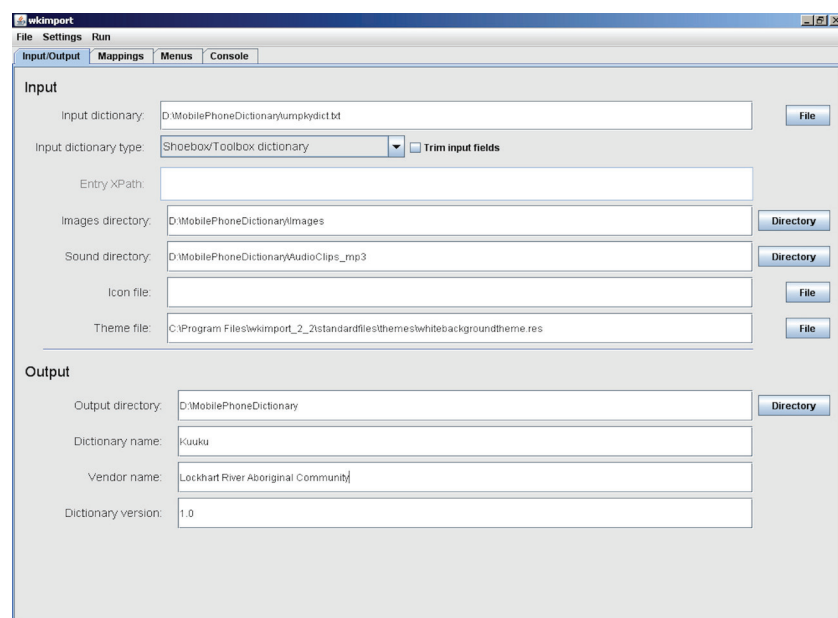 wkimport
File Settings Run
Input/Output Mappings Menus Console
Input
Input dictionary: D:\MobilePhoneDictionary\umpkydict.txt File
Input dictionary type: Shoebox/Toolbox dictionary Trim input fields
Entry XPath:
Images directory: D:\MobilePhoneDictionary\Images Directory
Sound directory: D:\MobilePhoneDictionary\AudioClips_mp3 Directory
Icon file: File
Theme file: C:\Program Files\wkimport_2_2\standardfiles\themes\whitebackgroundtheme.res File
Output
Output directory: D:\MobilePhoneDictionary Directory
Dictionary name: Kuuku
Vendor name: Lockhart River Aboriginal Community
Dictionary version: 1.0